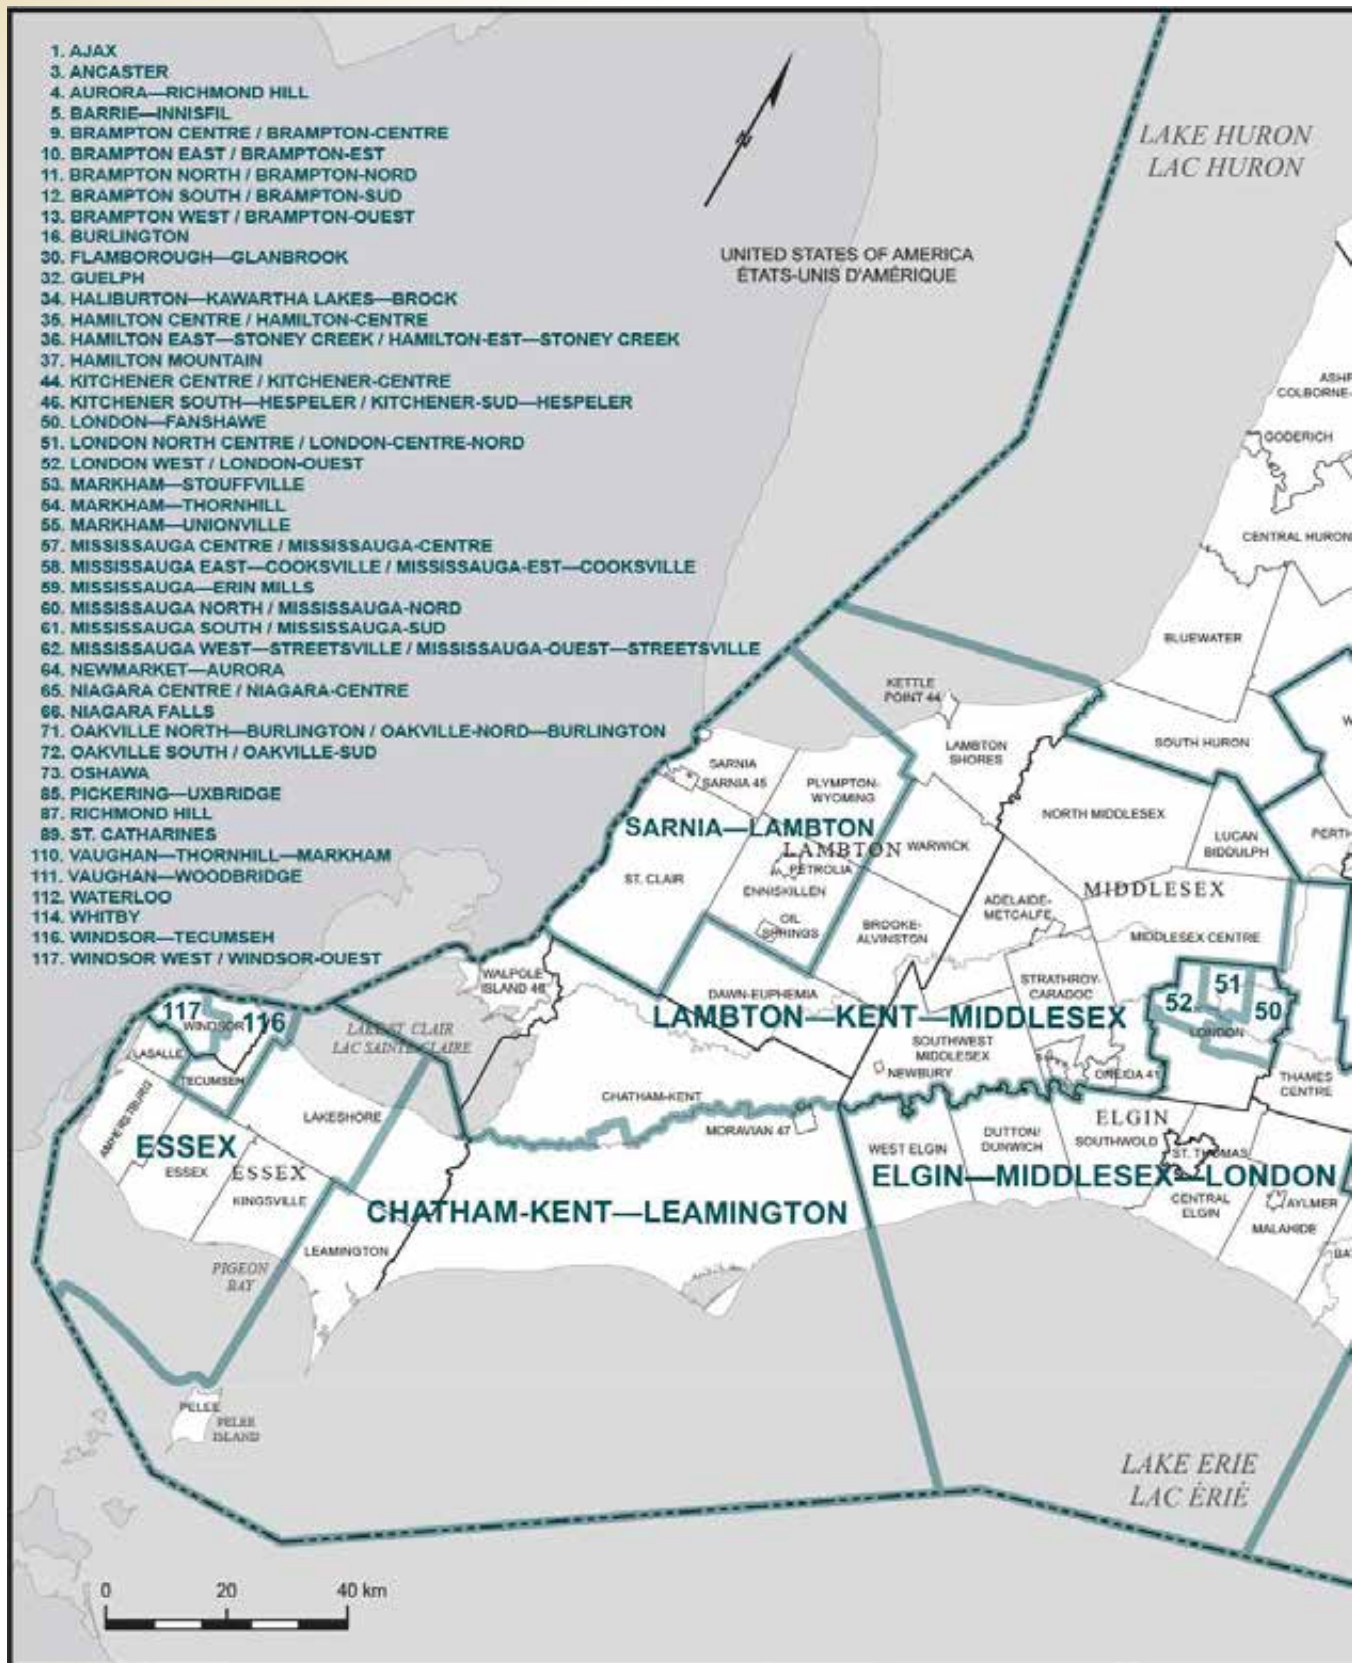 1. AJAX
3. ANCASTER
4. AURORA—RICHMOND HILL
5. BARRIE—INNISFIL
9. BRAMPTON CENTRE / BRAMPTON-CENTRE
10. BRAMPTON EAST / BRAMPTON-EST
11. BRAMPTON NORTH / BRAMPTON-NORD
12. BRAMPTON SOUTH / BRAMPTON-SUD
13. BRAMPTON WEST / BRAMPTON-OUEST
16. BURLINGTON
30. FLAMBOROUGH—GLANBROOK
32. GUELPH
34. HALIBURTON—KAWARTHA LAKES—BROCK
35. HAMILTON CENTRE / HAMILTON-CENTRE
36. HAMILTON EAST—STONEY CREEK / HAMILTON-EST—STONEY CREEK
37. HAMILTON MOUNTAIN
44. KITCHENER CENTRE / KITCHENER-CENTRE
46. KITCHENER SOUTH—HESPELER / KITCHENER-SUD—HESPELER
50. LONDON—FANSHAWE
51. LONDON NORTH CENTRE / LONDON-CENTRE-NORD
52. LONDON WEST / LONDON-OUEST
53. MARKHAM—STOUFFVILLE
54. MARKHAM—THORNHILL
55. MARKHAM—UNIONVILLE
57. MISSISSAUGA CENTRE / MISSISSAUGA-CENTRE
58. MISSISSAUGA EAST—COOKSVILLE / MISSISSAUGA-EST—COOKSVILLE
59. MISSISSAUGA—ERIN MILLS
60. MISSISSAUGA NORTH / MISSISSAUGA-NORD
61. MISSISSAUGA SOUTH / MISSISSAUGA-SUD
62. MISSISSAUGA WEST—STREETSVILLE / MISSISSAUGA-OUEST—STREETSVILLE
64. NEWMARKET—AURORA
65. NIAGARA CENTRE / NIAGARA-CENTRE
66. NIAGARA FALLS
71. OAKVILLE NORTH—BURLINGTON / OAKVILLE-NORD—BURLINGTON
72. OAKVILLE SOUTH / OAKVILLE-SUD
73. OSHAWA
85. PICKERING—UXBRIDGE
87. RICHMOND HILL
89. ST. CATHARINES
110. VAUGHAN—THORNHILL—MARKHAM
111. VAUGHAN—WOODBRIDGE
112. WATERLOO
114. WHITBY
116. WINDSOR—TECUMSEH
117. WINDSOR WEST / WINDSOR-OUEST
N
LAKE HURON
LAC HURON
UNITED STATES OF AMERICA
ÉTATS-UNIS D'AMÉRIQUE
COLBORNE-
GODERICH
CENTRAL HURON
BLUEWATER
KETTLE
POINT 44
LAMBTON
SHORES
SOUTH HURON
SARNIA
SARNIA 45
PLYMPTON-
WYOMING
NORTH MIDDLESEX
LUCAN
BIDDULPH
PERTH
SARNIA—LAMBTON
LAMBTON
WARWICK
PETROLIA
ST. CLAIR
ENNISKILLEN
MIDDLESEX
ADELAIDE-
METCALFE
OIL
SPRINGS
BROOKE-
ALVINSTON
MIDDLESEX CENTRE
WALPOLE
ISLAND 46
STRATHROY-
CARADOC
DAWN-EUPHEMIA
51
52
50
LONDON
LAMBTON—KENT—MIDDLESEX
117
WINDSOR
116
LAKE ST. CLAIR
LAC SAINTE-CLAIRE
SOUTHWEST
MIDDLESEX
NEWBURY
ONEIDA 41
THAMES
CENTRE
LASALLE
TECUMSEH
AMHERSTBURG
LAKESHORE
CHATHAM-KENT
MORAVIAN 47
ELGIN
SOUTHWOLD
DUTTON/
DUNWICH
WEST ELGIN
ST. THOMAS
ESSEX
ESSEX
ESSEX
KINGSVILLE
ELGIN—MIDDLESEX—LONDON
CENTRAL
ELGIN
AYLMER
MALAHIDE
BA
CHATHAM-KENT—LEAMINGTON
LEAMINGTON
PIGEON
BAY
PELEE
PELEE
ISLAND
LAKE ERIE
LAC ÉRIÉ
0 20 40 km